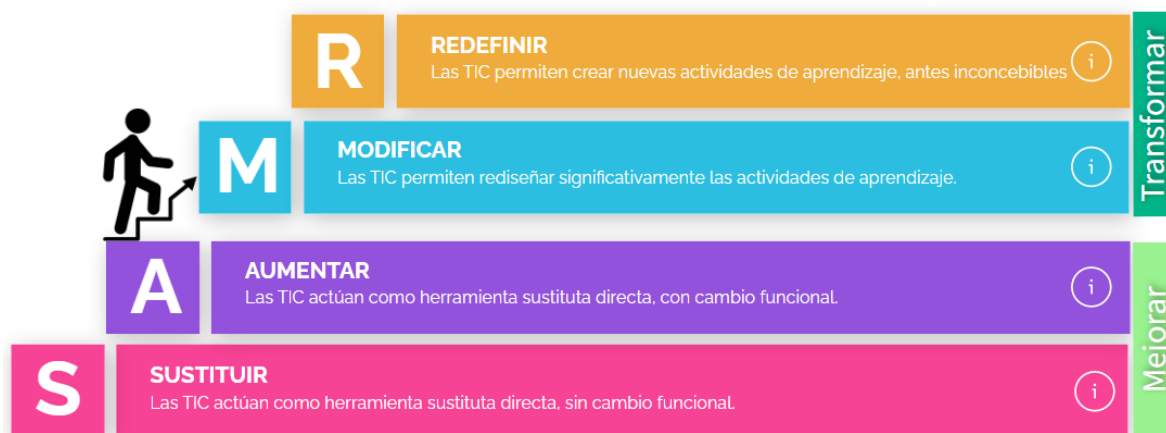 R
REDEFINIR
Las TIC permiten crear nuevas actividades de aprendizaje, antes inconcebibles
i
Transformar
M
MODIFICAR
Las TIC permiten rediseñar significativamente las actividades de aprendizaje.
i
A
AUMENTAR
Las TIC actúan como herramienta sustituta directa, con cambio funcional.
i
Mejorar
S
SUSTITUIR
Las TIC actúan como herramienta sustituta directa, sin cambio funcional.
i